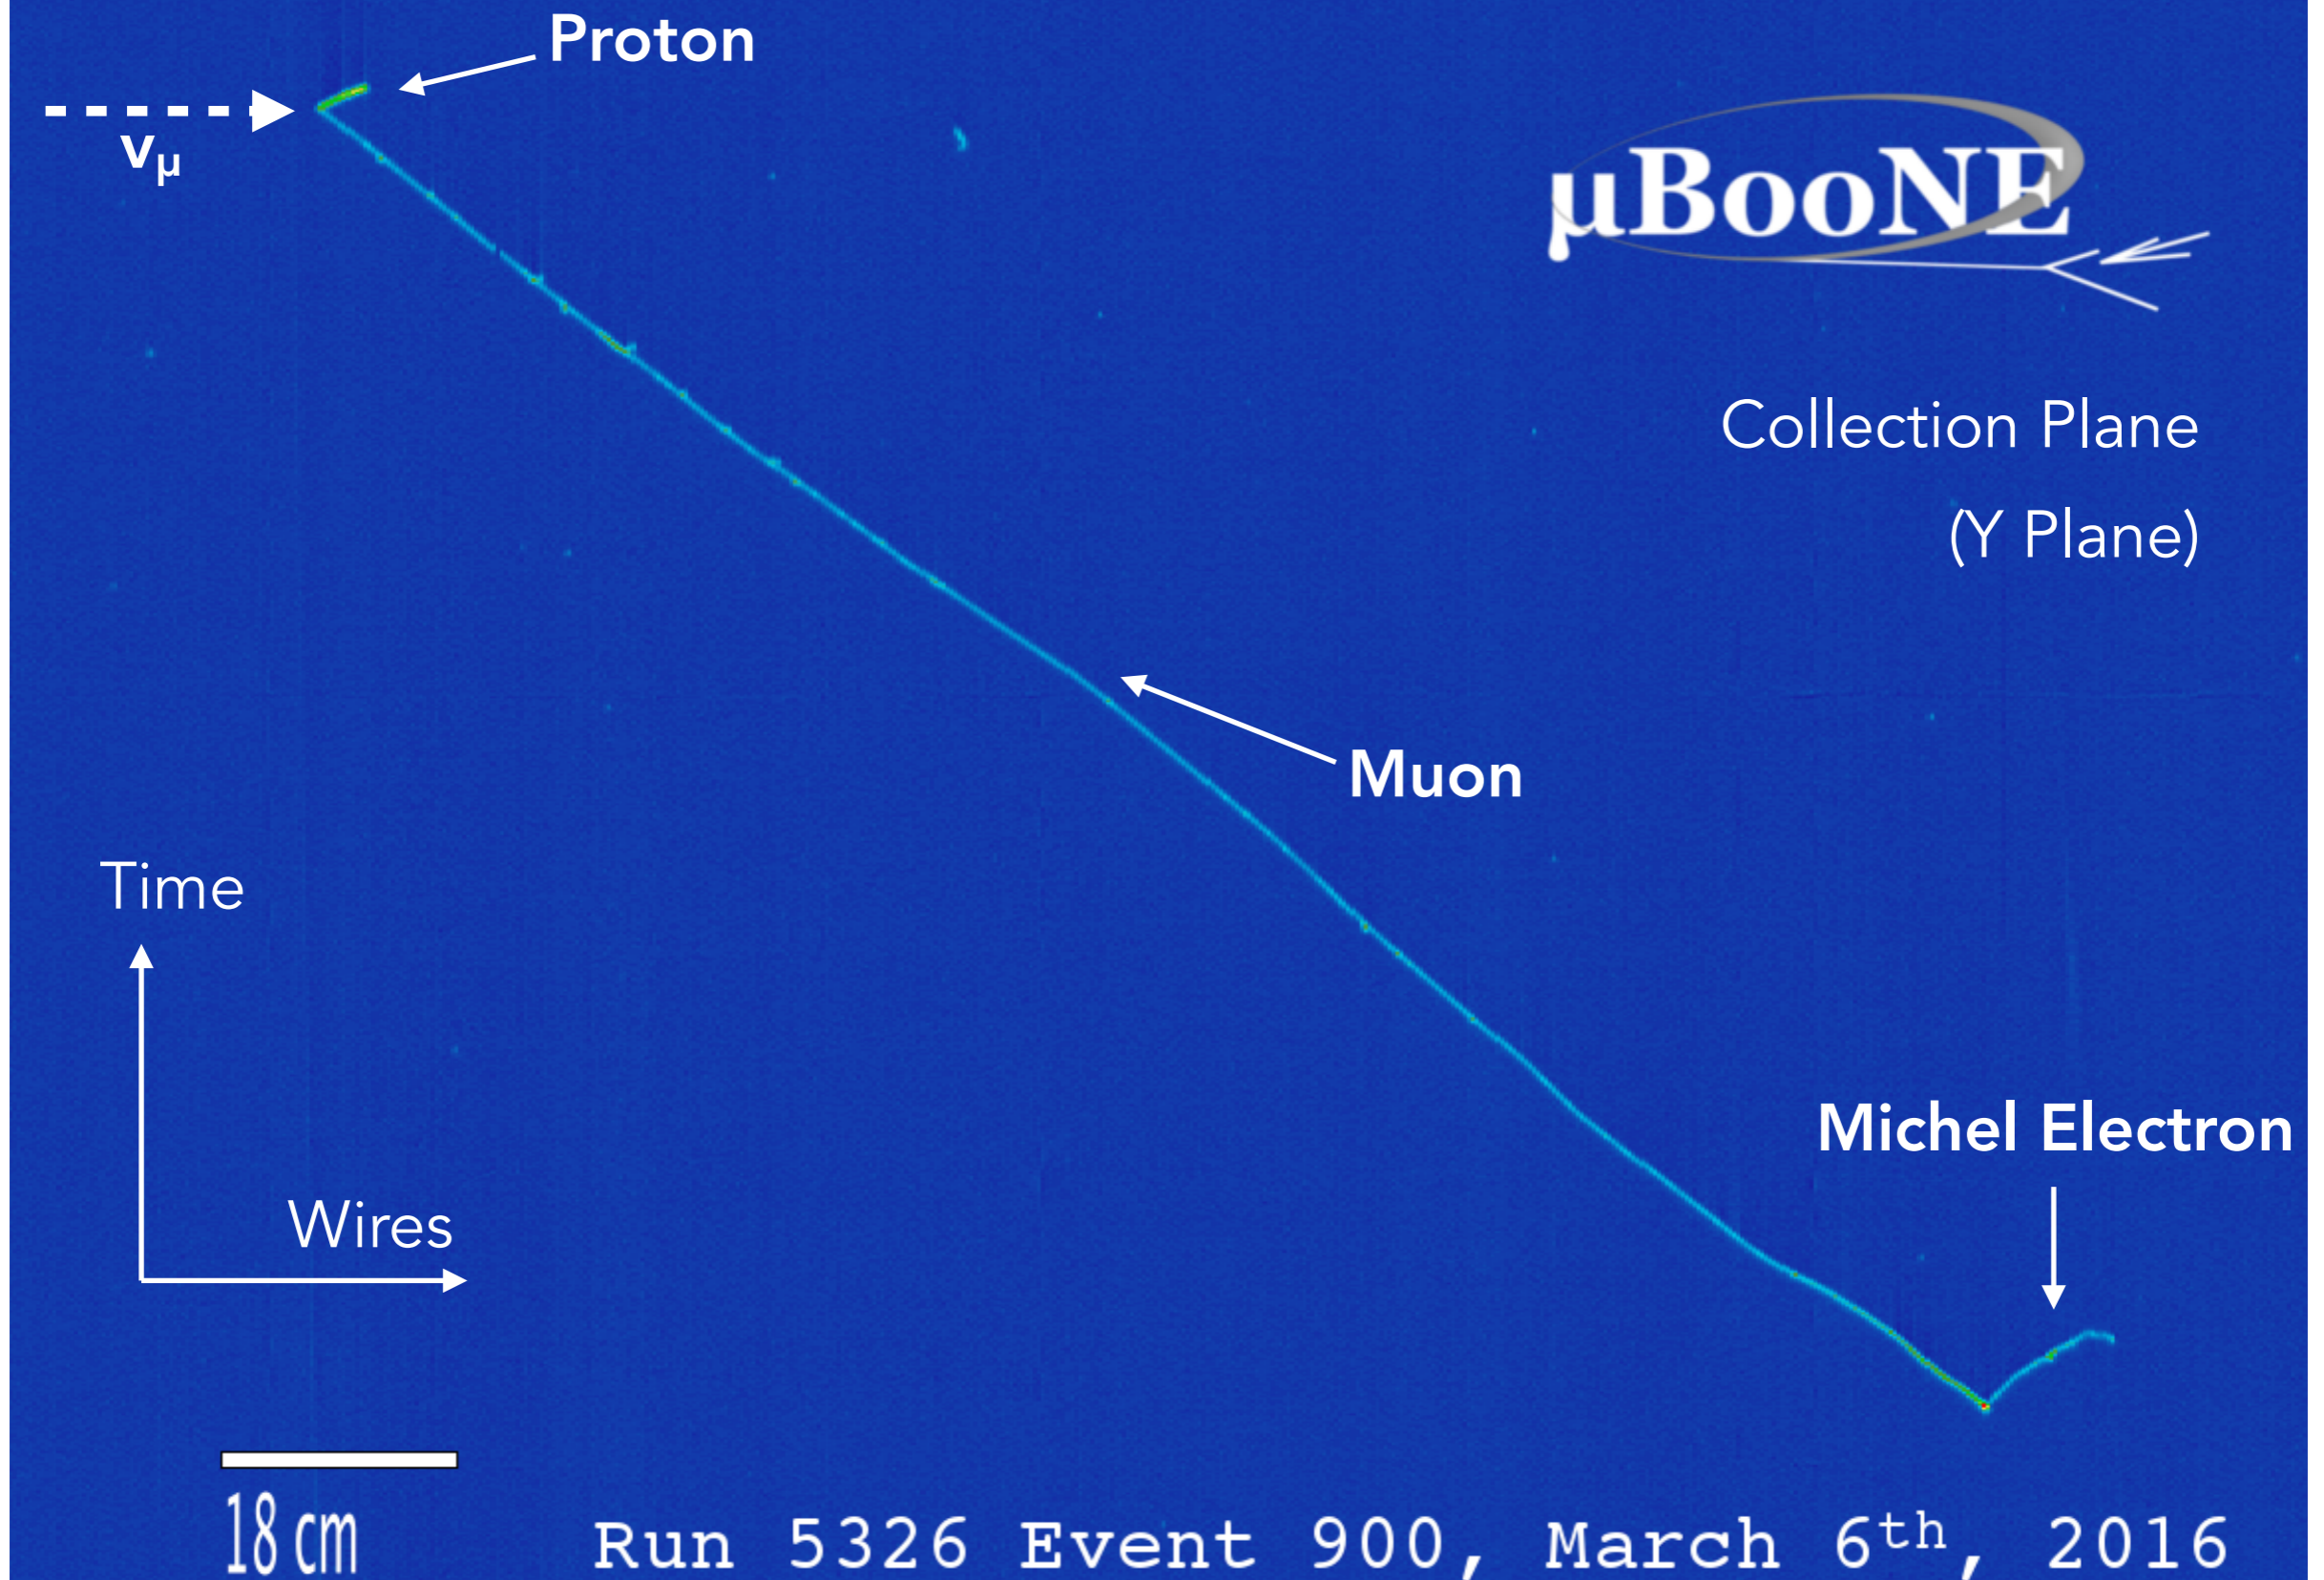 Proton
νμ
μBooNE
Collection Plane
(Y Plane)
Muon
Time
Wires
Michel Electron
18 cm
Run 5326 Event 900, March 6th, 2016